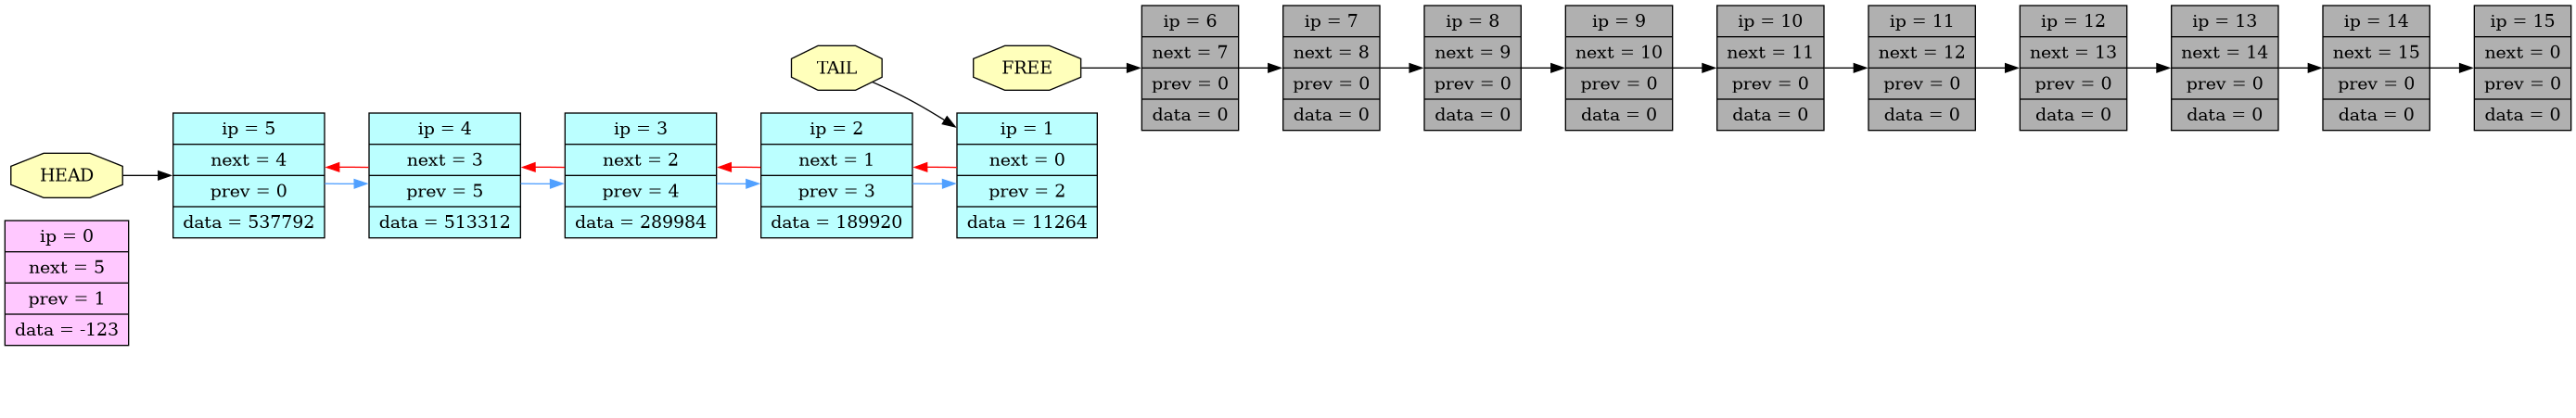 HEAD
ip = 0
next = 5
prev = 1
data = -123
ip = 5
next = 4
prev = 0
data = 537792
ip = 4
next = 3
prev = 5
data = 513312
ip = 3
next = 2
prev = 4
data = 289984
TAIL
ip = 2
next = 1
prev = 3
data = 189920
FREE
ip = 1
next = 0
prev = 2
data = 11264
ip = 6
next = 7
prev = 0
data = 0
ip = 7
next = 8
prev = 0
data = 0
ip = 8
next = 9
prev = 0
data = 0
ip = 9
next = 10
prev = 0
data = 0
ip = 10
next = 11
prev = 0
data = 0
ip = 11
next = 12
prev = 0
data = 0
ip = 12
next = 13
prev = 0
data = 0
ip = 13
next = 14
prev = 0
data = 0
ip = 14
next = 15
prev = 0
data = 0
ip = 15
next = 0
prev = 0
data = 0